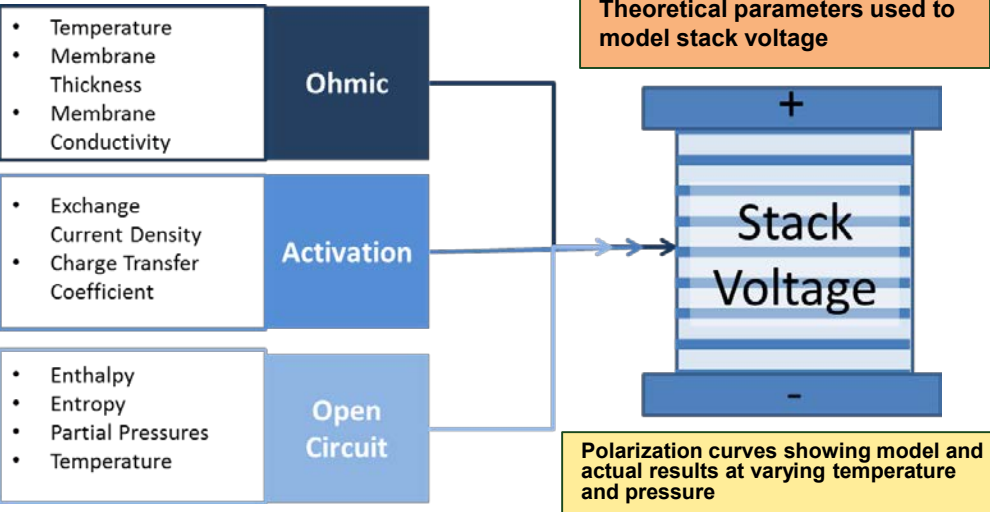 Theoretical parameters used to
model stack voltage
• Temperature
• Membrane
Thickness
• Membrane
Conductivity
Ohmic
• Exchange
Current Density
• Charge Transfer
Coefficient
Activation
• Enthalpy
• Entropy
• Partial Pressures
• Temperature
Open
Circuit
+
Stack
Voltage
-
Polarization curves showing model and
actual results at varying temperature
and pressure